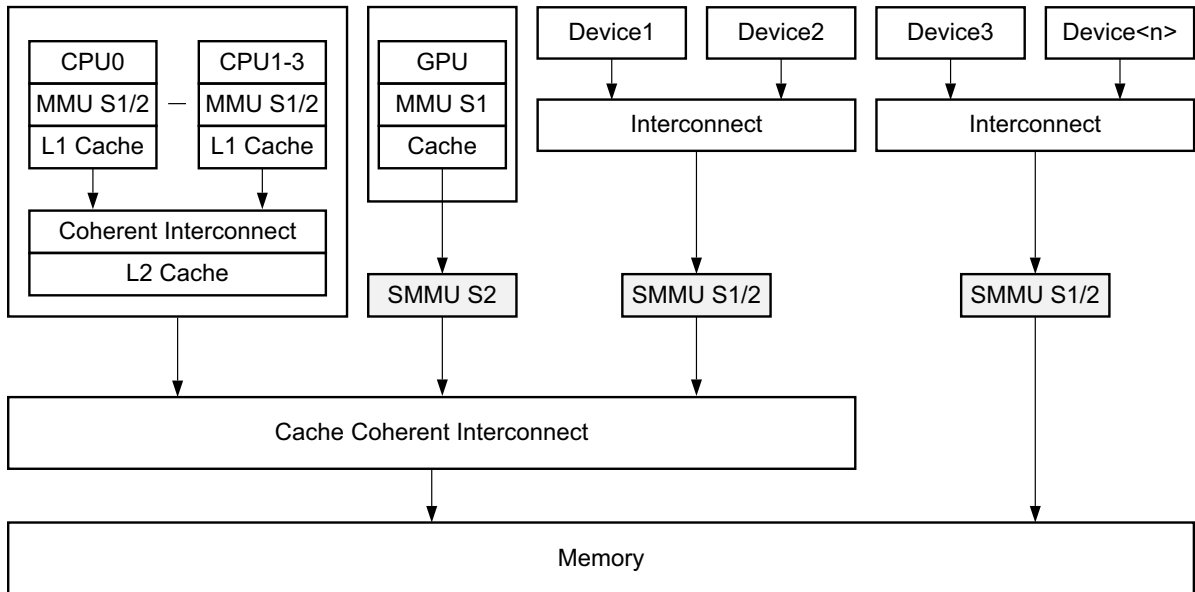 CPU0
MMU S1/2
L1 Cache
CPU1-3
MMU S1/2
L1 Cache
Coherent Interconnect
L2 Cache
GPU
MMU S1
Cache
Device1
Device2
Interconnect
Device3
Device<n>
Interconnect
SMMU S2
SMMU S1/2
SMMU S1/2
Cache Coherent Interconnect
Memory